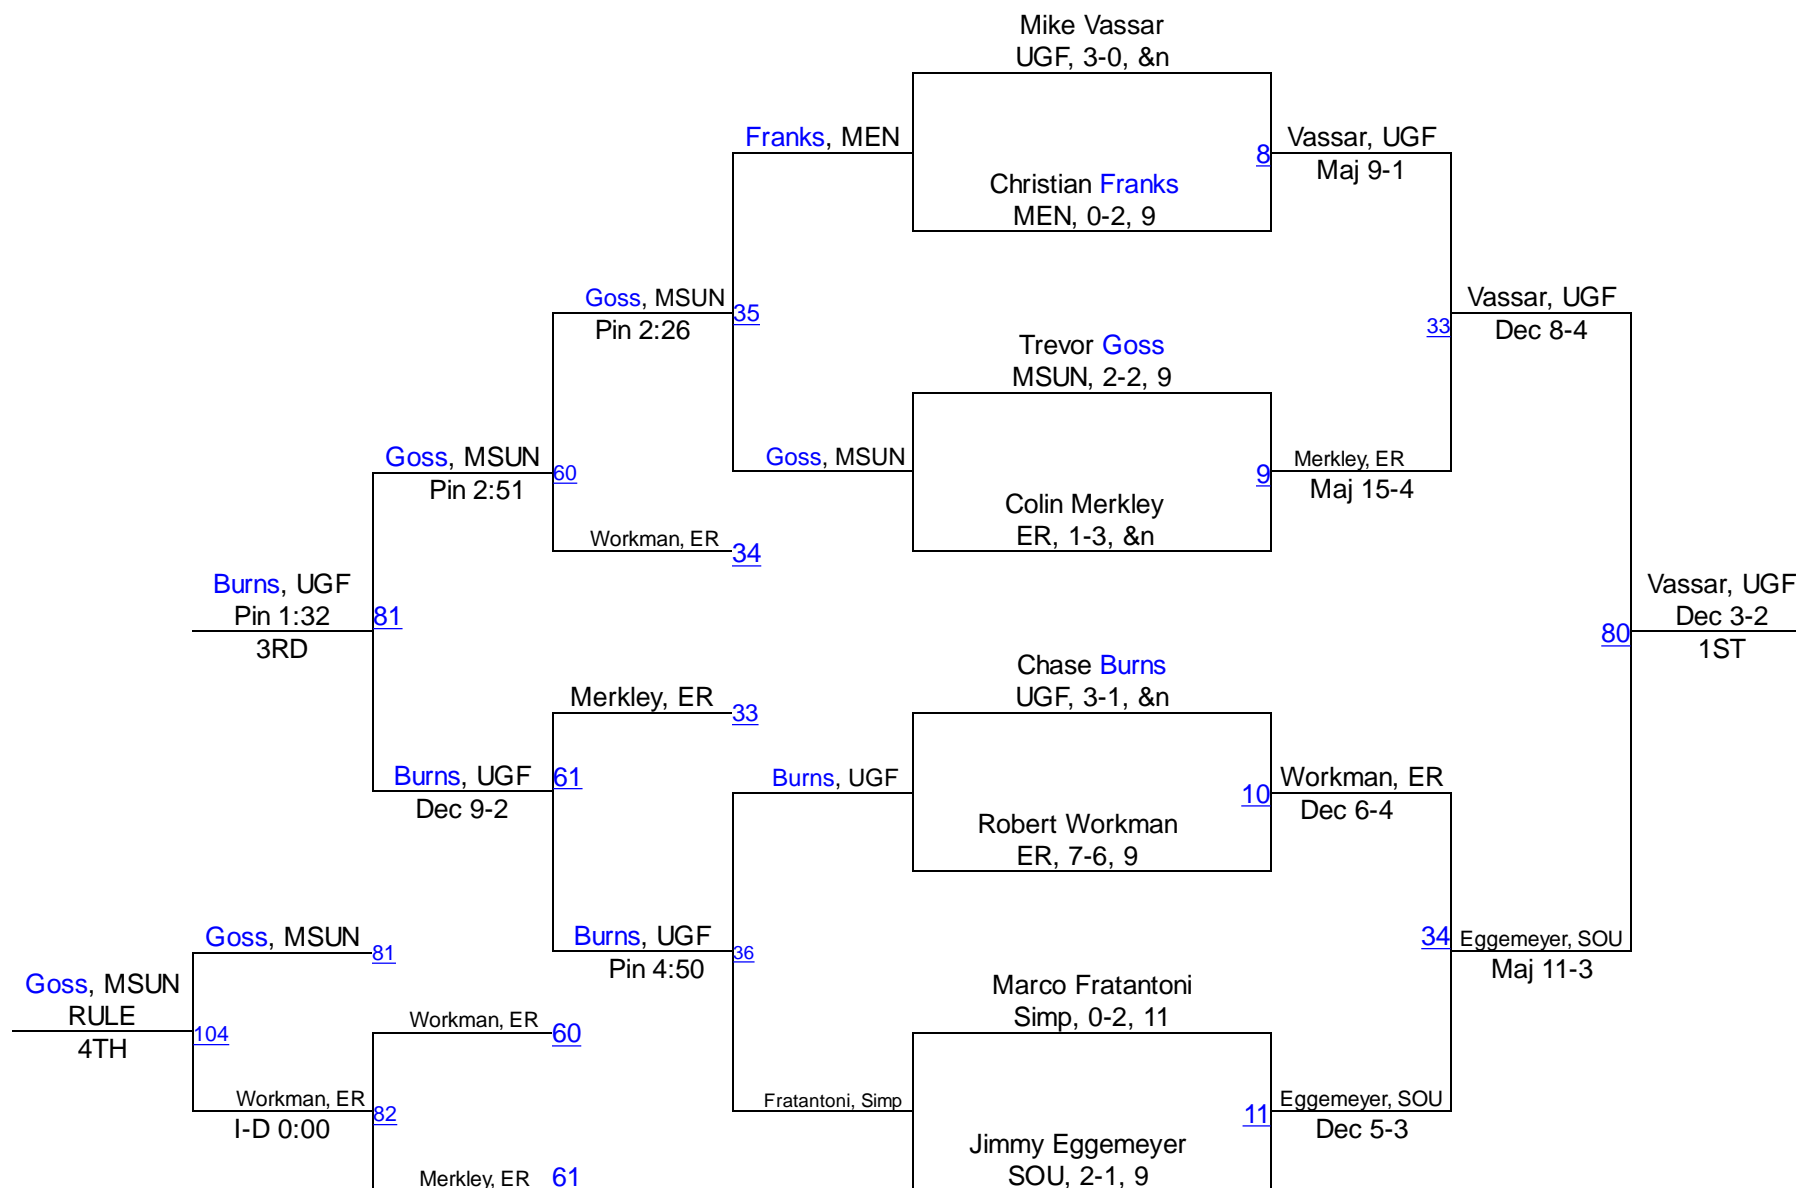 Mike Vassar
UGF, 3-0, &n
Franks, MEN
8
Vassar, UGF
Maj 9-1
Christian Franks
MEN, 0-2, 9
Goss, MSUN
35
Pin 2:26
Vassar, UGF
33
Dec 8-4
Trevor Goss
MSUN, 2-2, 9
Goss, MSUN
60
Pin 2:51
Goss, MSUN
9
Merkley, ER
Maj 15-4
Colin Merkley
ER, 1-3, &n
Workman, ER
34
Burns, UGF
Pin 1:32
81
3RD
Vassar, UGF
Dec 3-2
80
1ST
Chase Burns
UGF, 3-1, &n
Merkley, ER
33
Burns, UGF
61
Dec 9-2
Burns, UGF
10
Workman, ER
Dec 6-4
Robert Workman
ER, 7-6, 9
Goss, MSUN
81
Burns, UGF
36
Pin 4:50
34
Eggemeyer, SOU
Maj 11-3
Goss, MSUN
RULE
104
4TH
Workman, ER
60
Marco Fratantoni
Simp, 0-2, 11
Workman, ER
82
I-D 0:00
Fratantoni, Simp
11
Eggemeyer, SOU
Dec 5-3
Merkley, ER
61
Jimmy Eggemeyer
SOU, 2-1, 9